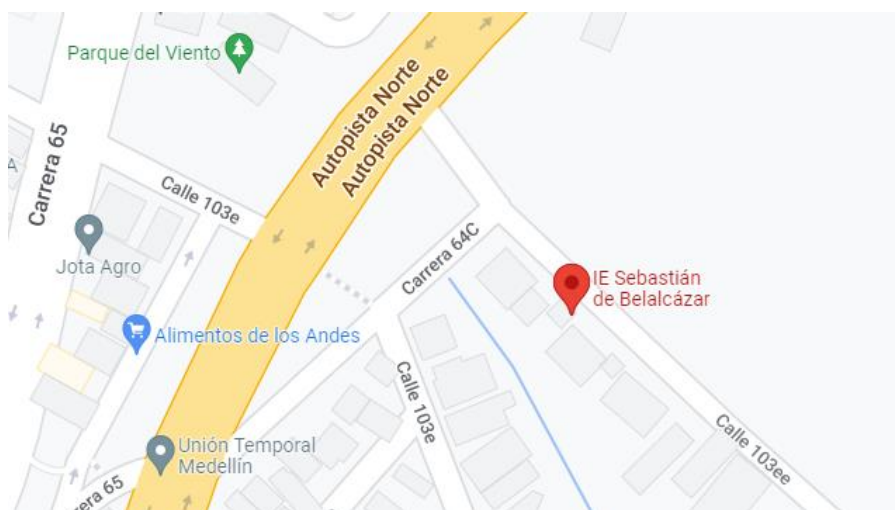 Parque del Viento
Autopista Norte
Autopista Norte
Carrera 65
A
Calle 103e
Carrera 64C
Jota Agro
IE Sebastián
de Belalcázar
Alimentos de los Andes
Calle 103e
Calle 103ee
Unión Temporal
Medellín
era 65